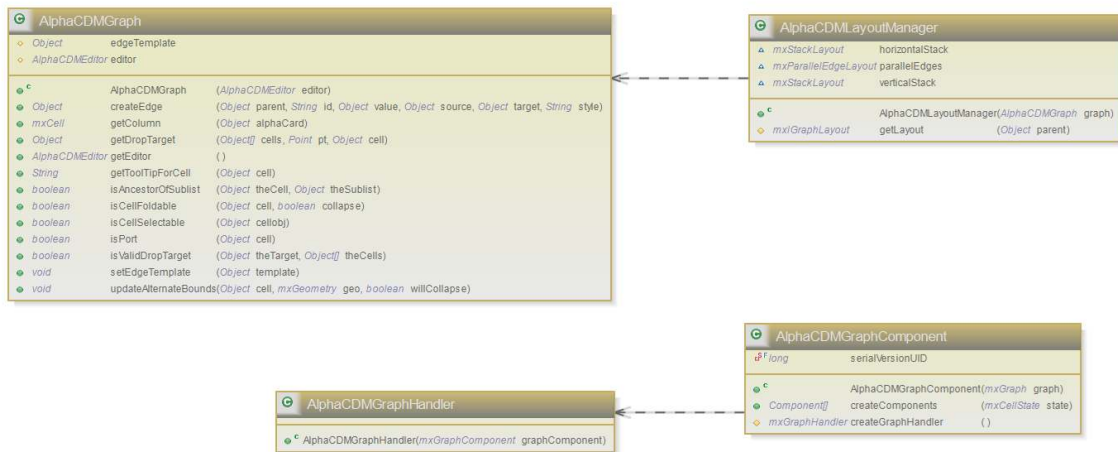 AlphaCDMGraph
Object edgeTemplate
AlphaCDMEditor editor
AlphaCDMGraph (AlphaCDMEditor editor)
Object createEdge (Object parent, String id, Object value, Object source, Object target, String style)
mxCell getColumn (Object alphaCard)
Object getDropTarget (Object[] cells, Point pt, Object cell)
AlphaCDMEditor getEditor ( )
String getToolTipForCell (Object cell)
boolean isAncestorOfSublist (Object theCell, Object theSublist)
boolean isCellFoldable (Object cell, boolean collapse)
boolean isCellSelectable (Object cellobj)
boolean isPort (Object cell)
boolean isValidDropTarget (Object theTarget, Object[] theCells)
void setEdgeTemplate (Object template)
void updateAlternateBounds(Object cell, mxGeometry geo, boolean willCollapse)
AlphaCDMLayoutManager
mxStackLayout horizontalStack
mxParallelEdgeLayout parallelEdges
mxStackLayout verticalStack
AlphaCDMLayoutManager(AlphaCDMGraph graph)
mxIGraphLayout getLayout (Object parent)
AlphaCDMGraphComponent
long serialVersionUID
AlphaCDMGraphComponent(mxGraph graph)
Component[] createComponents (mxCellState state)
mxGraphHandler createGraphHandler ( )
AlphaCDMGraphHandler
AlphaCDMGraphHandler(mxGraphComponent graphComponent)